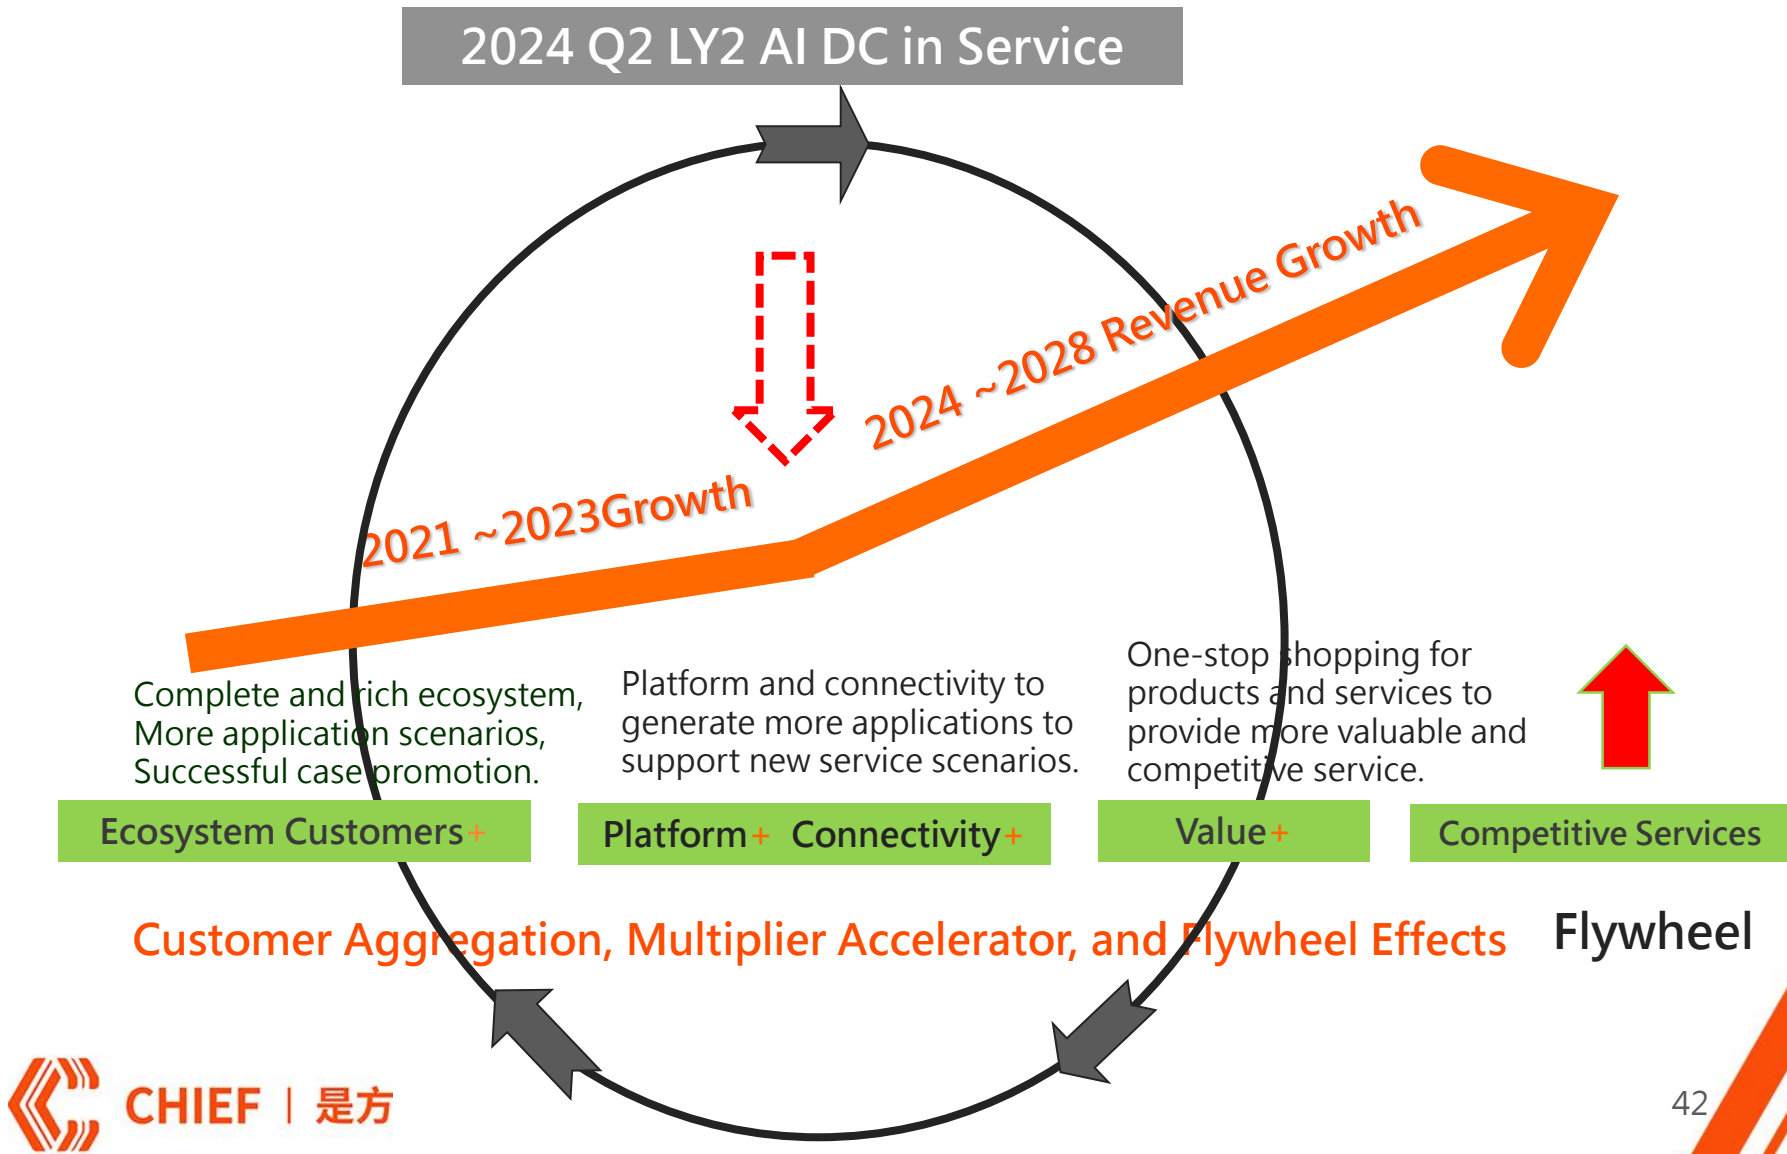 2024 Q2 LY2 AI DC in Service
2024 ~2028 Revenue Growth
2021 ~2023Growth
Complete and rich ecosystem,
More application scenarios,
Successful case promotion.
Platform and connectivity to
generate more applications to
support new service scenarios.
One-stop shopping for
products and services to
provide more valuable and
competitive service.
Ecosystem Customers+
Platform+ Connectivity+
Value+
Competitive Services
Customer Aggregation, Multiplier Accelerator, and Flywheel Effects
Flywheel
CHIEF | 是方
42